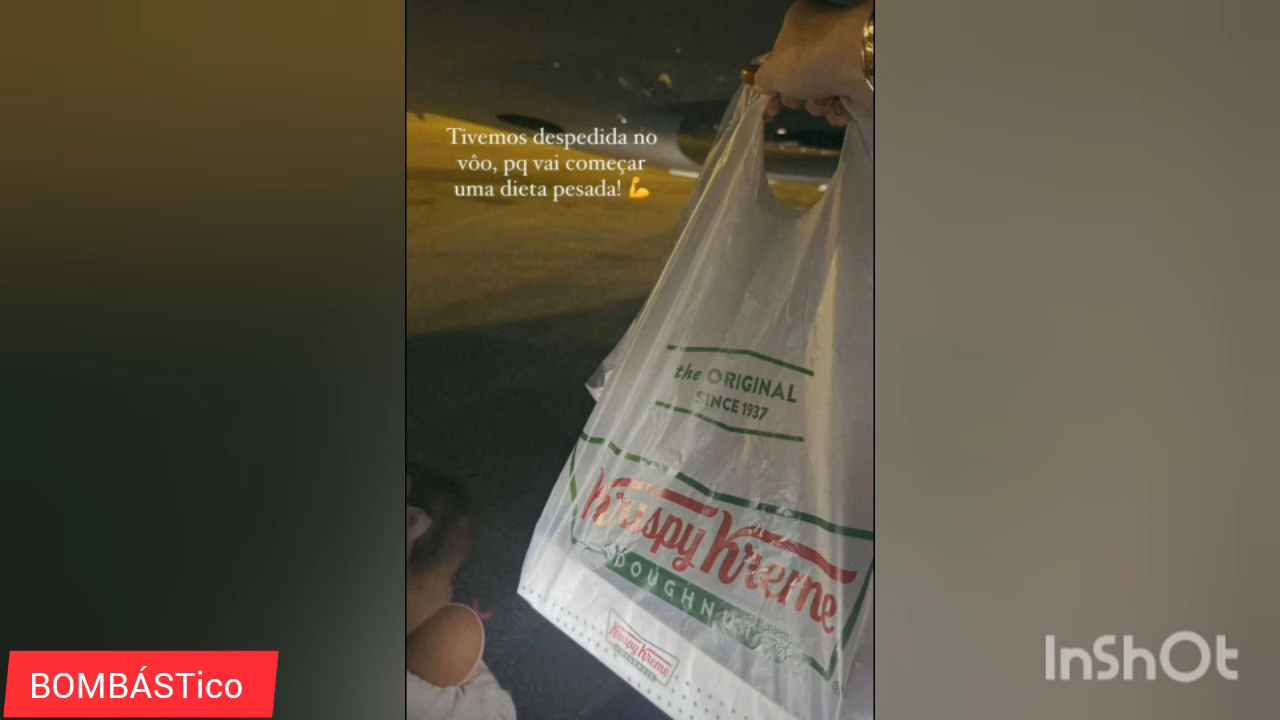 Tivemos despedida no
vôo, pq vai começar
uma dieta pesada! 💪
the ORIGINAL
SINCE 1937
Krispy Kreme
DOUGHNUTS
Krispy Kreme
BOMBÁSTico
InShOt